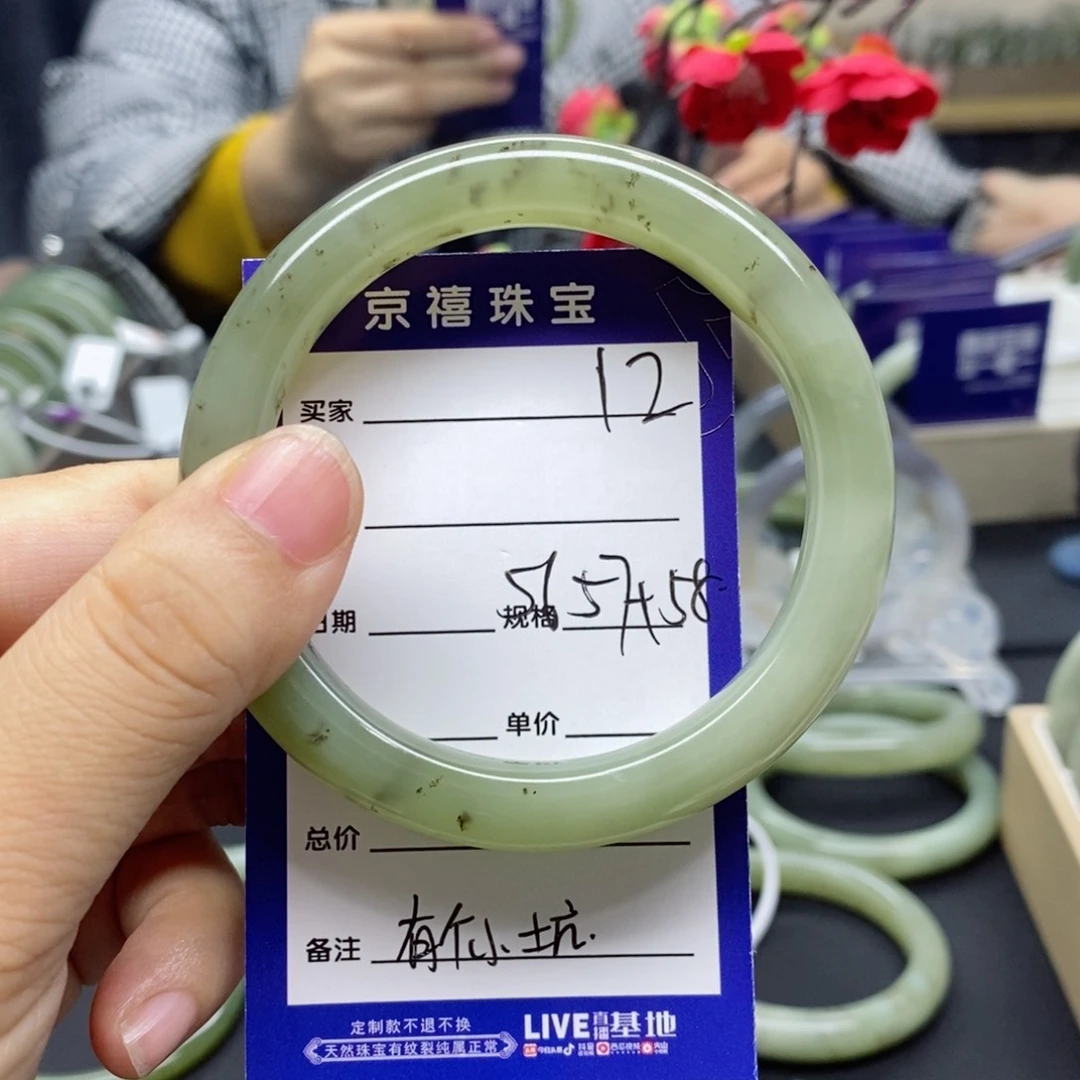 京禧珠宝
买家 12
日期 规格 57+58
单价
总价
备注 有个小土坑.
定制款不退不换
天然珠宝有纹裂纯属正常
LIVE直播基地